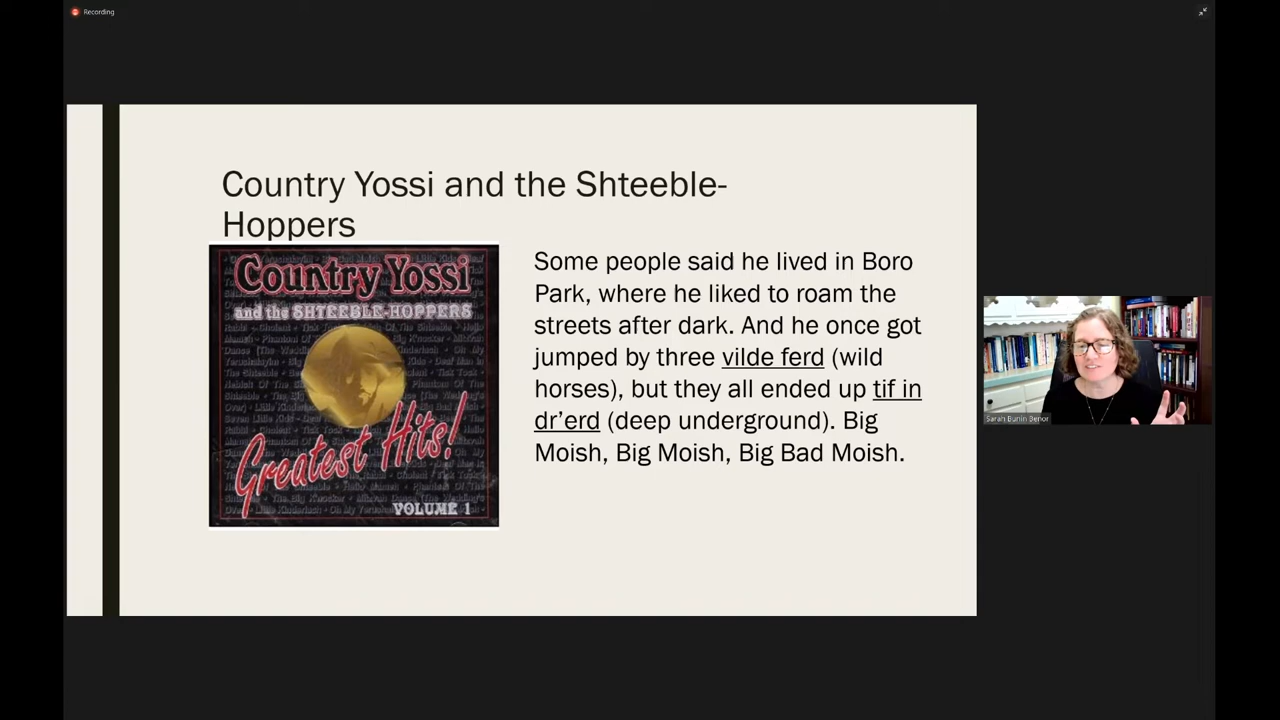 Recording
Country Yossi and the Shteeble-
Hoppers
Country Yossi
and the SHTEEBLE-HOPPERS
Greatest Hits!
VOLUME 1
Some people said he lived in Boro
Park, where he liked to roam the
streets after dark. And he once got
jumped by three vilde ferd (wild
horses), but they all ended up tif in
dr’erd (deep underground). Big
Moish, Big Moish, Big Bad Moish.
Sarah Bunin Benor